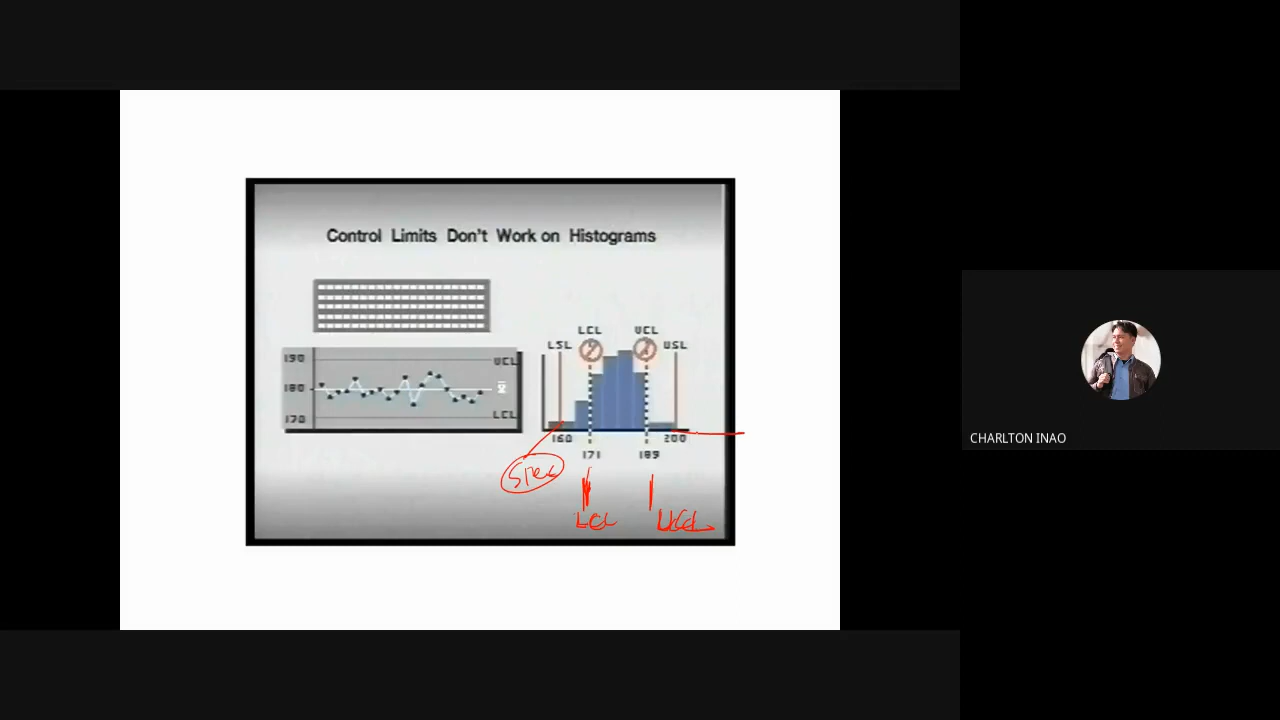 Control Limits Don't Work on Histograms
190
180
170
UCL
X
LCL
LCL UCL
LSL USL
160 200
171 189
Spec
LCL UCL
CHARLTON INAO